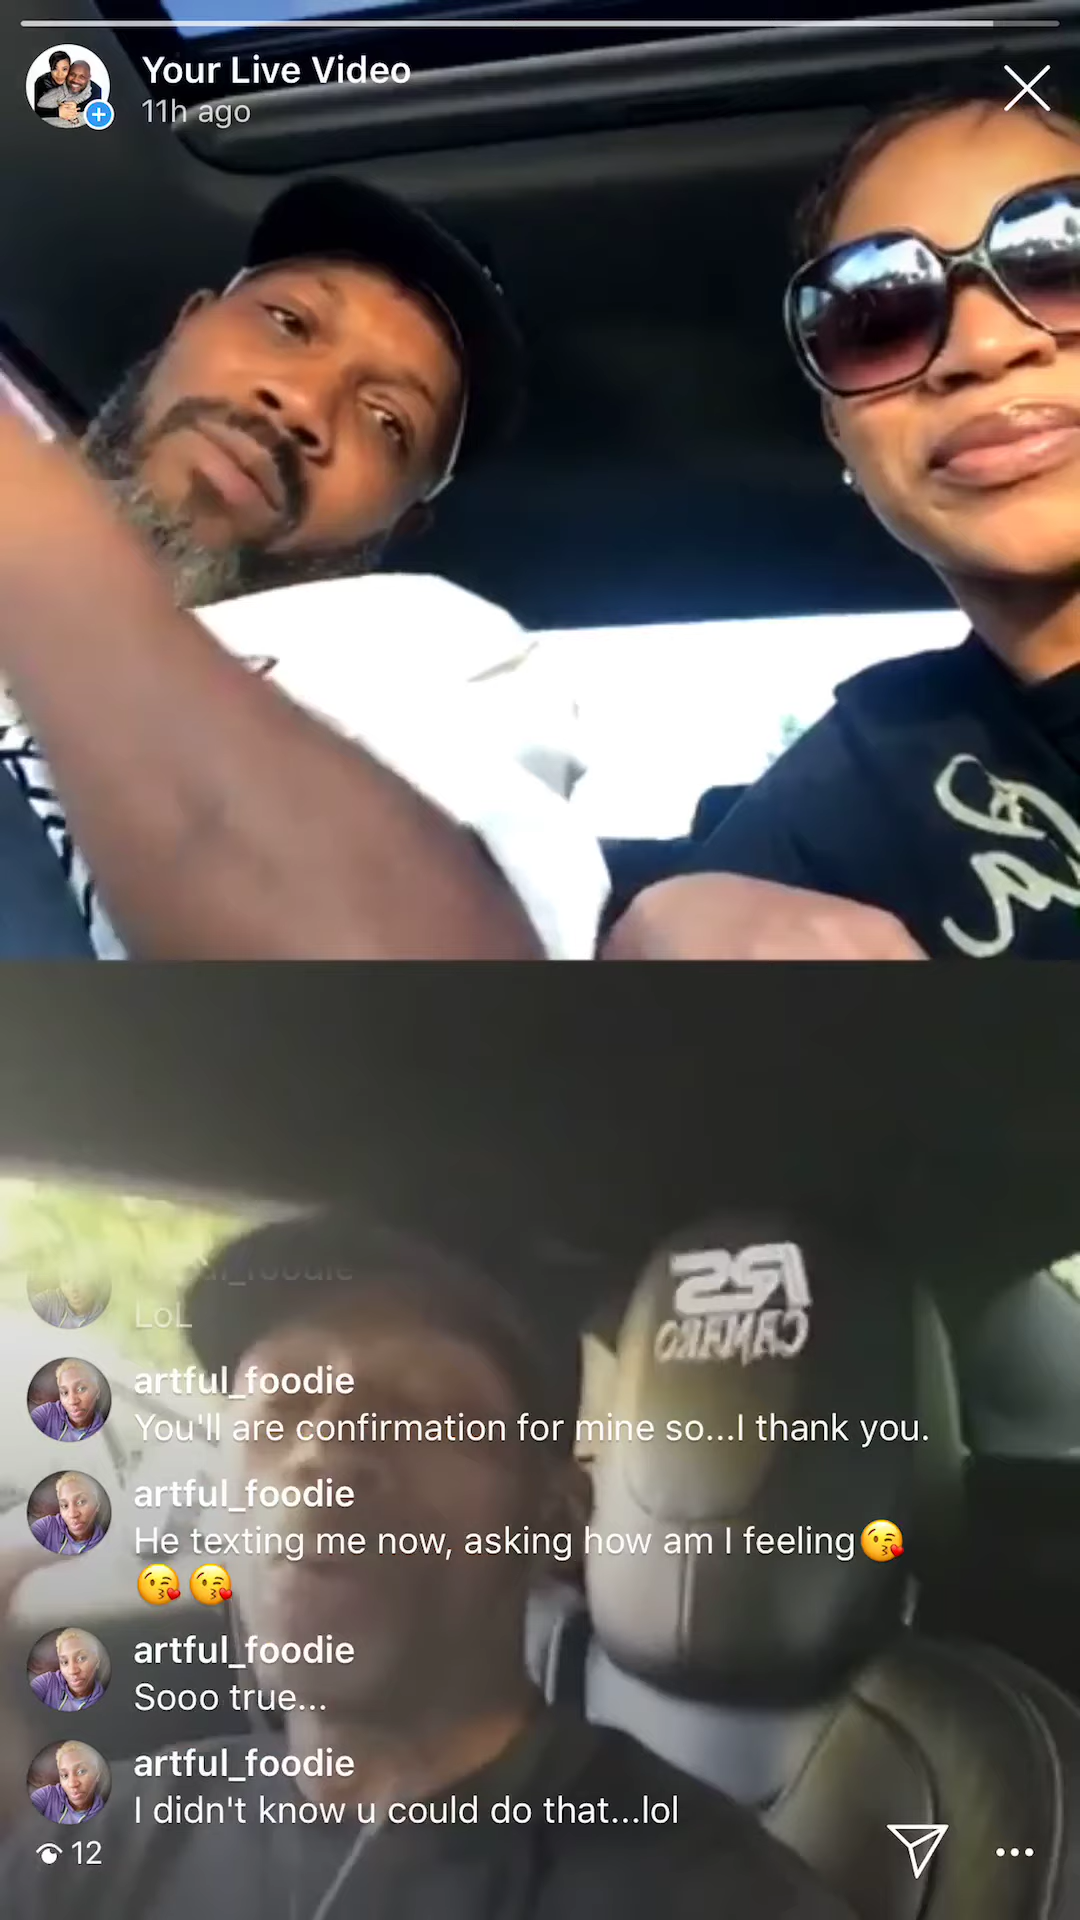 Your Live Video
11h ago
RS
CAMARO
LOL
artful_foodie
You'll are confirmation for mine so...I thank you.
artful_foodie
He texting me now, asking how am I feeling😘
😘😘
artful_foodie
Sooo true...
artful_foodie
I didn't know u could do that...lol
12